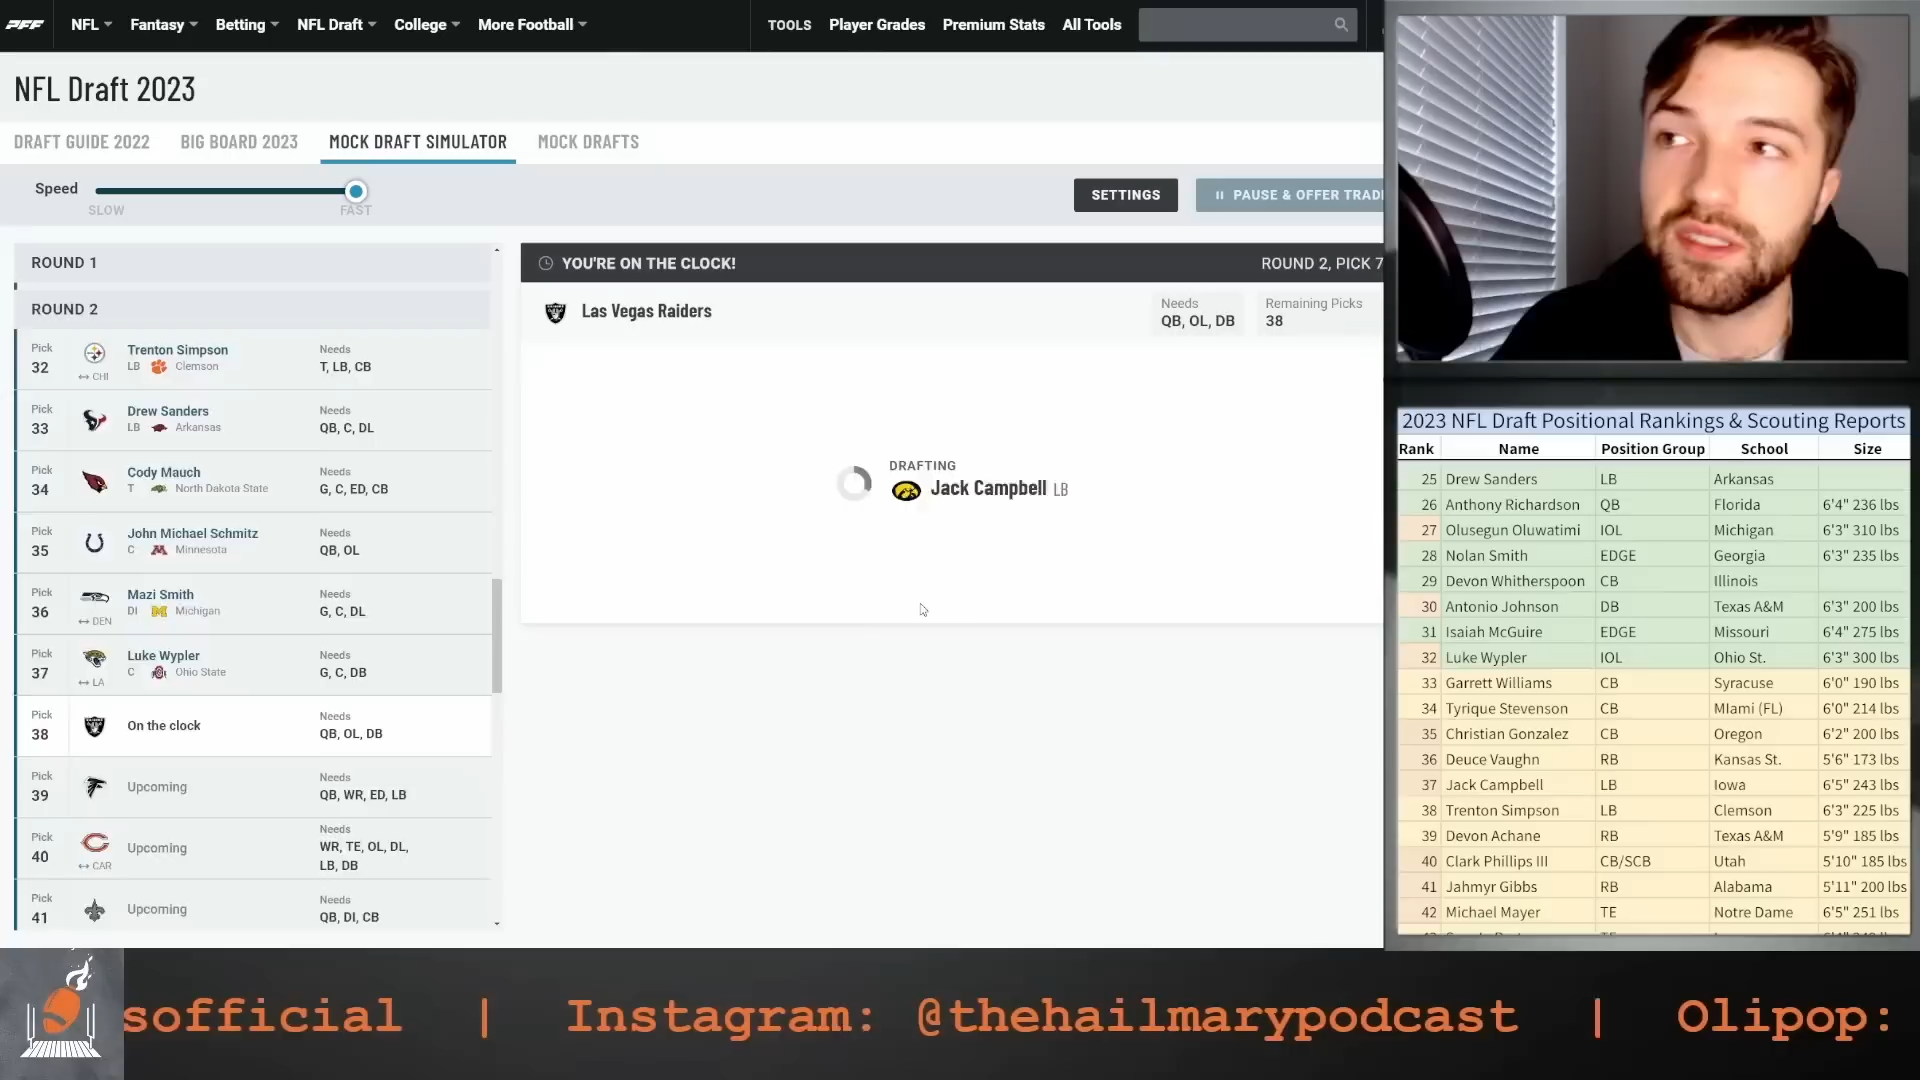 PFF
NFL Fantasy Betting NFL Draft College More Football TOOLS Player Grades Premium Stats All Tools
NFL Draft 2023
DRAFT GUIDE 2022 BIG BOARD 2023 MOCK DRAFT SIMULATOR MOCK DRAFTS
Speed
SLOW FAST
SETTINGS
PAUSE & OFFER TRAD
ROUND 1
ROUND 2
Pick 32 CHI Trenton Simpson LB Clemson Needs T, LB, CB
Pick 33 Drew Sanders LB Arkansas Needs QB, C, DL
Pick 34 Cody Mauch T North Dakota State Needs G, C, ED, CB
Pick 35 John Michael Schmitz C Minnesota Needs QB, OL
Pick 36 DEN Mazi Smith DI Michigan Needs G, C, DL
Pick 37 LA Luke Wypler C Ohio State Needs G, C, DB
Pick 38 On the clock Needs QB, OL, DB
Pick 39 Upcoming Needs QB, WR, ED, LB
Pick 40 CAR Upcoming Needs WR, TE, OL, DL, LB, DB
Pick 41 Upcoming Needs QB, DI, CB
YOU'RE ON THE CLOCK! ROUND 2, PICK 7
Las Vegas Raiders
Needs QB, OL, DB
Remaining Picks 38
DRAFTING
Jack Campbell LB
2023 NFL Draft Positional Rankings & Scouting Reports
Rank Name Position Group School Size
25 Drew Sanders LB Arkansas
26 Anthony Richardson QB Florida 6'4" 236 lbs
27 Olusegun Oluwatimi IOL Michigan 6'3" 310 lbs
28 Nolan Smith EDGE Georgia 6'3" 235 lbs
29 Devon Whitherspoon CB Illinois
30 Antonio Johnson DB Texas A&M 6'3" 200 lbs
31 Isaiah McGuire EDGE Missouri 6'4" 275 lbs
32 Luke Wypler IOL Ohio St. 6'3" 300 lbs
33 Garrett Williams CB Syracuse 6'0" 190 lbs
34 Tyrique Stevenson CB MIami (FL) 6'0" 214 lbs
35 Christian Gonzalez CB Oregon 6'2" 200 lbs
36 Deuce Vaughn RB Kansas St. 5'6" 173 lbs
37 Jack Campbell LB Iowa 6'5" 243 lbs
38 Trenton Simpson LB Clemson 6'3" 225 lbs
39 Devon Achane RB Texas A&M 5'9" 185 lbs
40 Clark Phillips III CB/SCB Utah 5'10" 185 lbs
41 Jahmyr Gibbs RB Alabama 5'11" 200 lbs
42 Michael Mayer TE Notre Dame 6'5" 251 lbs
sofficial | Instagram: @thehailmarypodcast | Olipop: